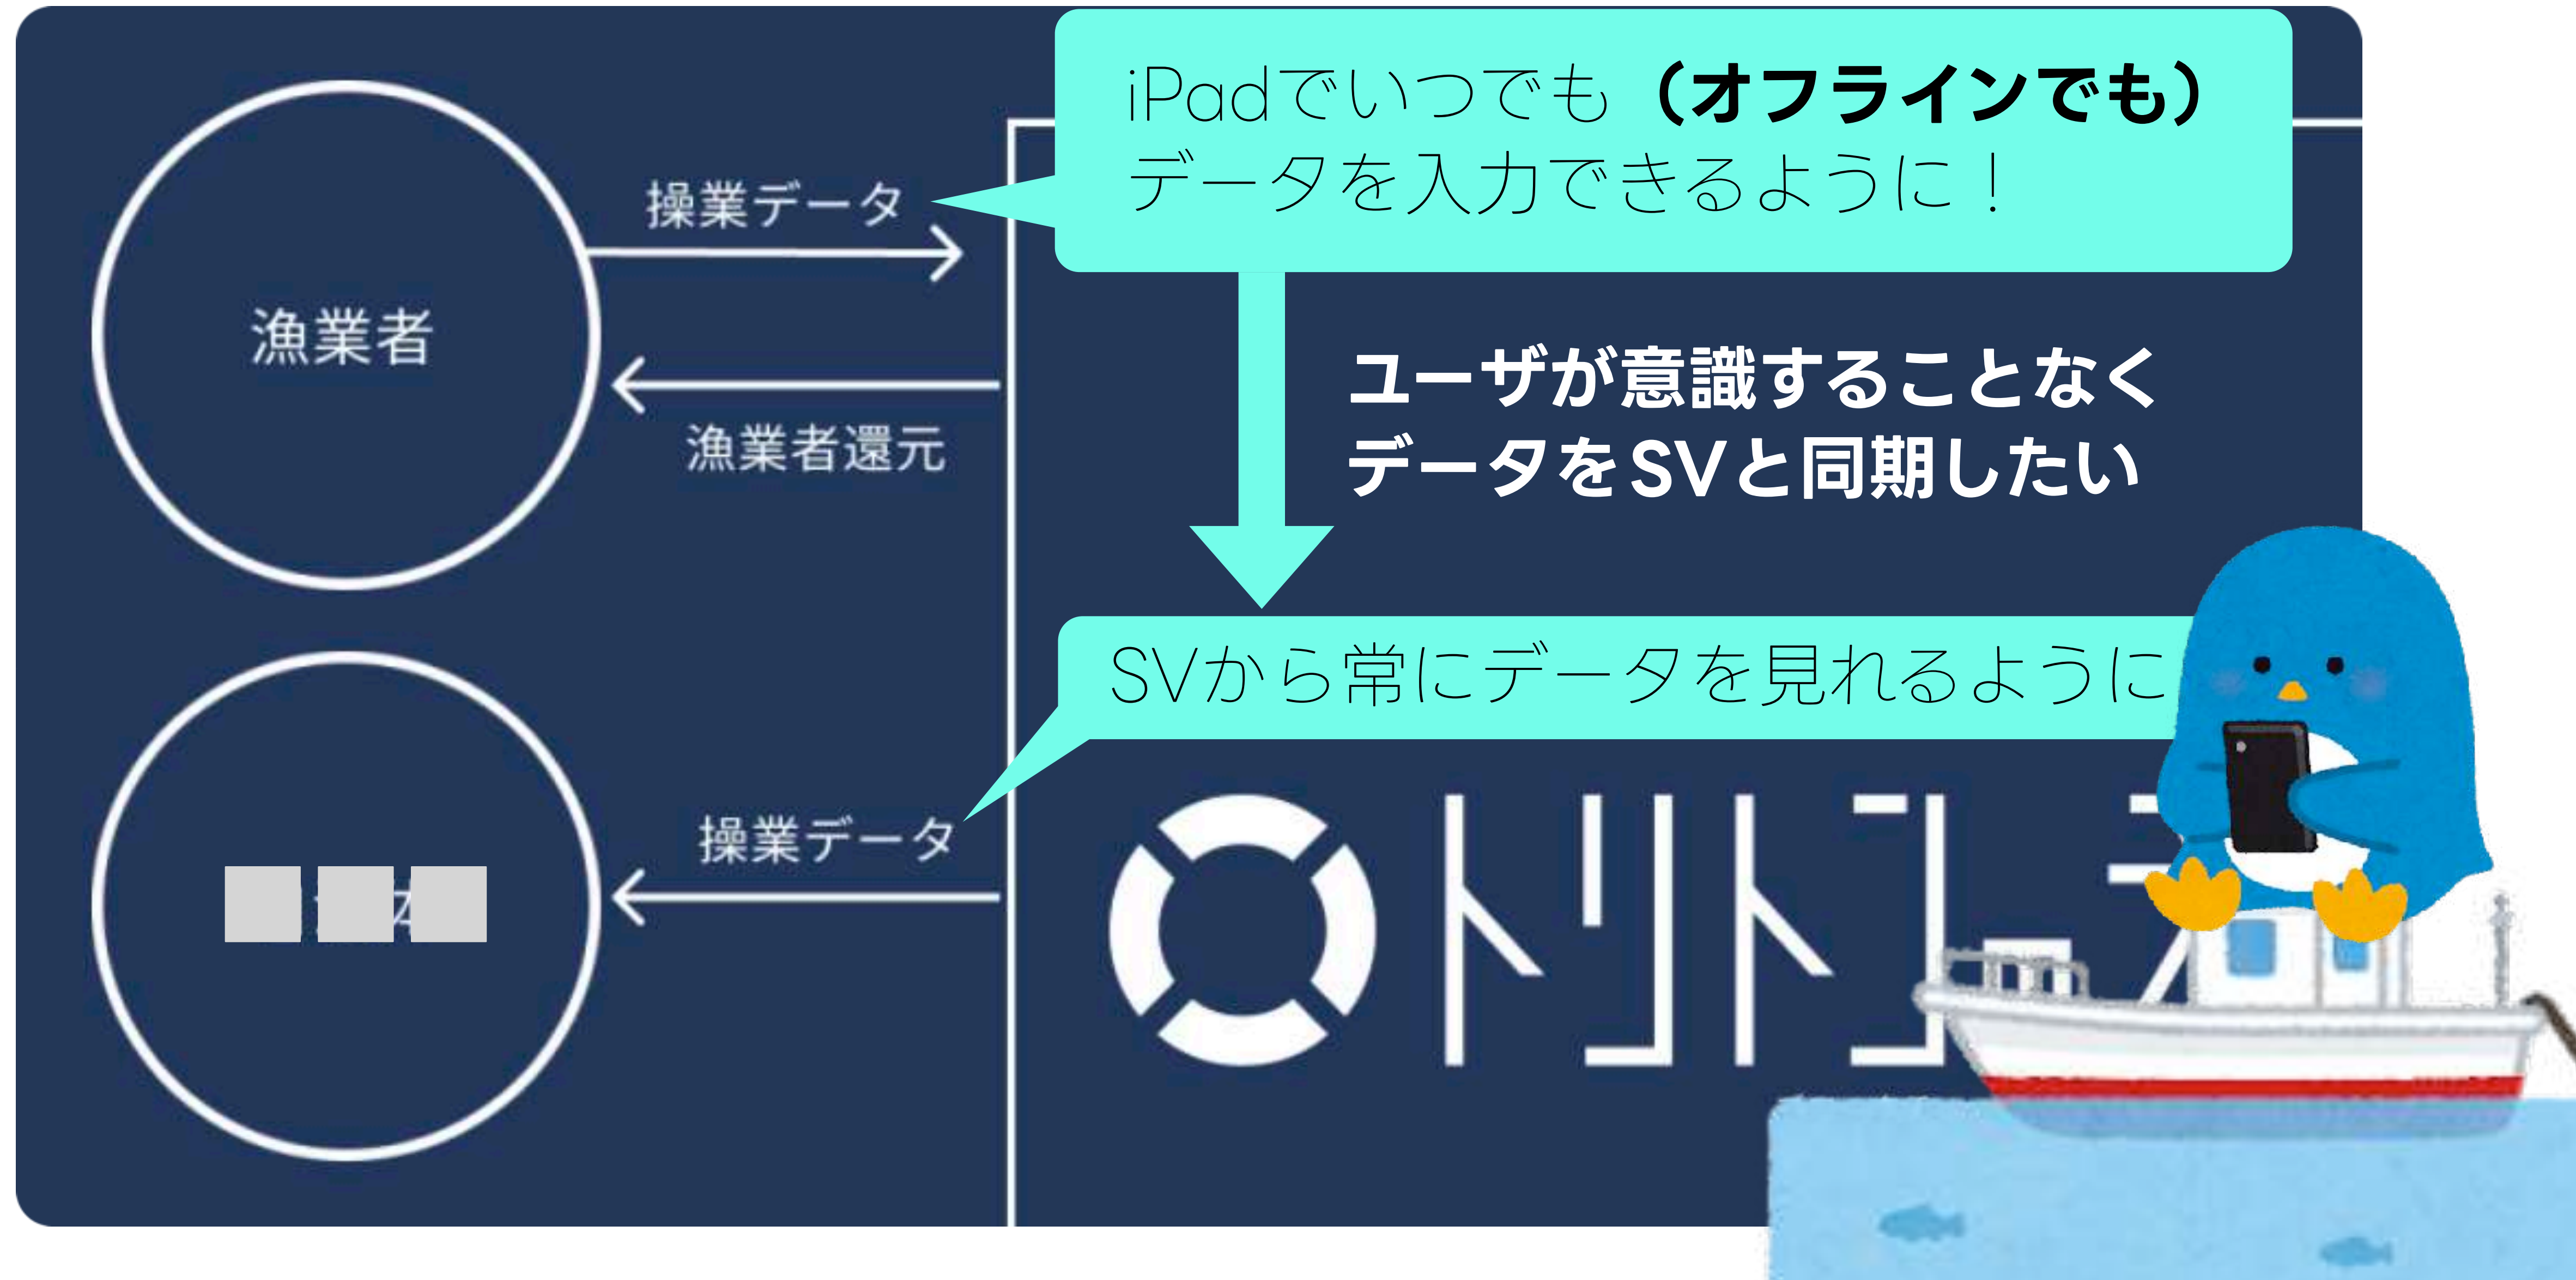 iPadでいつでも（オフラインでも）
データを入力できるように！
操業データ
漁業者
漁業者還元
ユーザが意識することなく
データをSVと同期したい
SVから常にデータを見れるように
操業データ